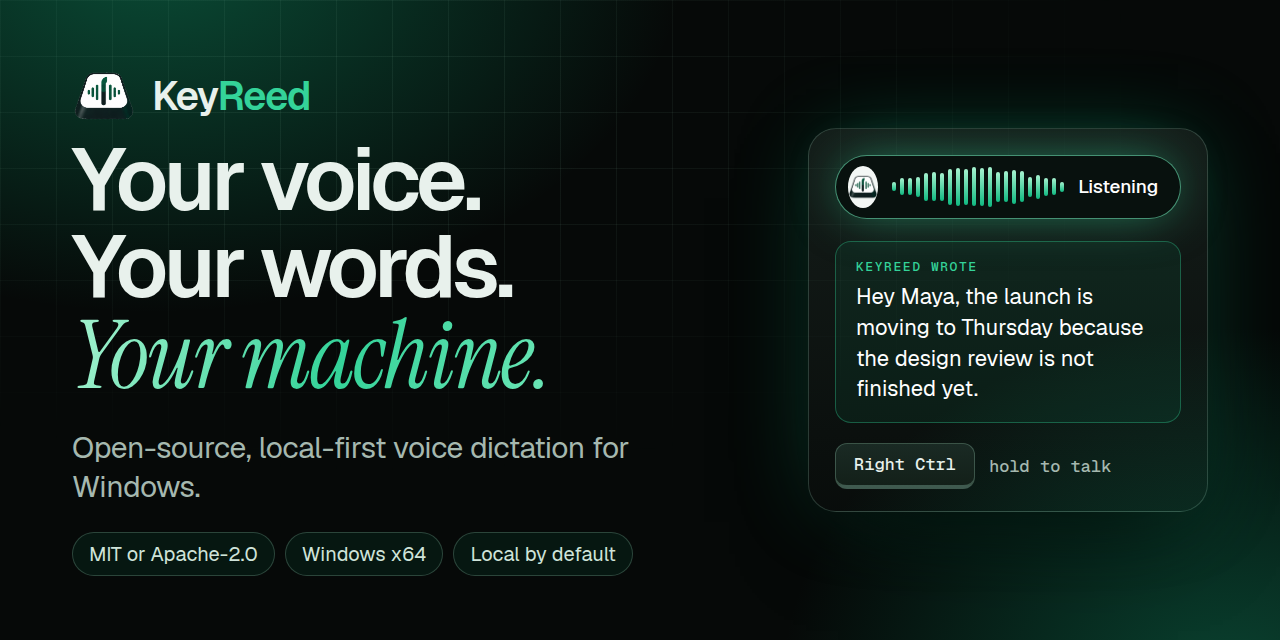 KeyReed
Your voice.
Your words.
Your machine.
Open-source, local-first voice dictation for
Windows.
MIT or Apache-2.0
Windows x64
Local by default
Listening
KEYREED WROTE
Hey Maya, the launch is
moving to Thursday because
the design review is not
finished yet.
Right Ctrl
hold to talk